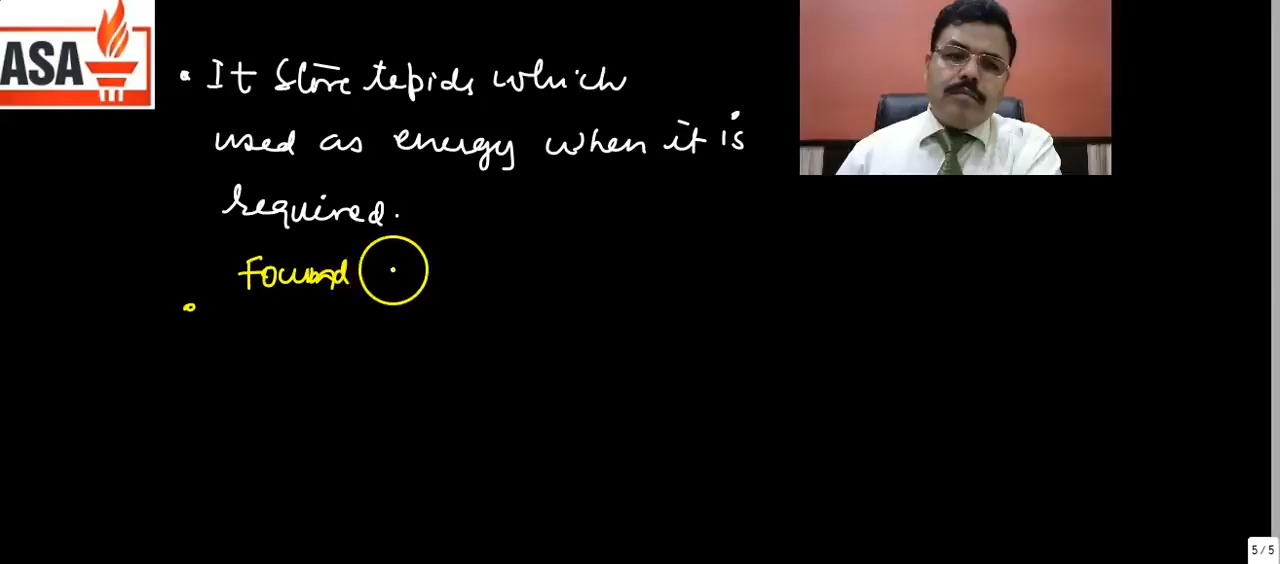 ASA
• It store lepids which
used as energy when it is
required.
Found
5/5